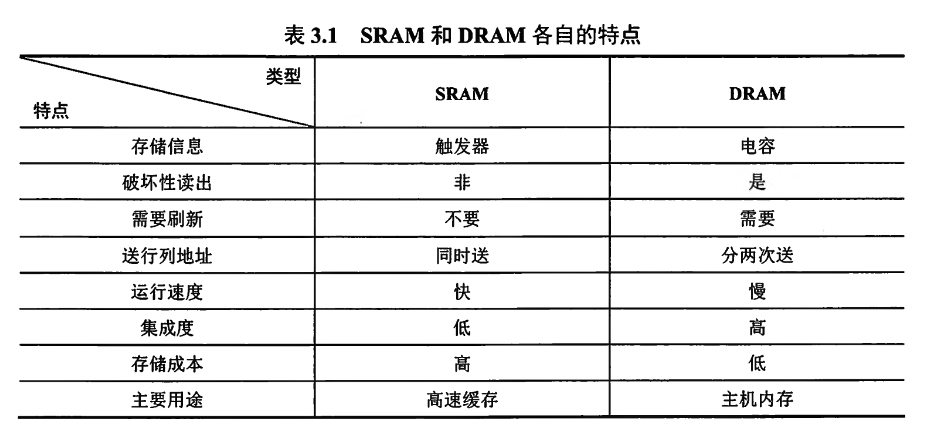 表 3.1 SRAM 和 DRAM 各自的特点
类型
特点
SRAM DRAM
存储信息 触发器 电容
破坏性读出 非 是
需要刷新 不要 需要
送行列地址 同时送 分两次送
运行速度 快 慢
集成度 低 高
存储成本 高 低
主要用途 高速缓存 主机内存